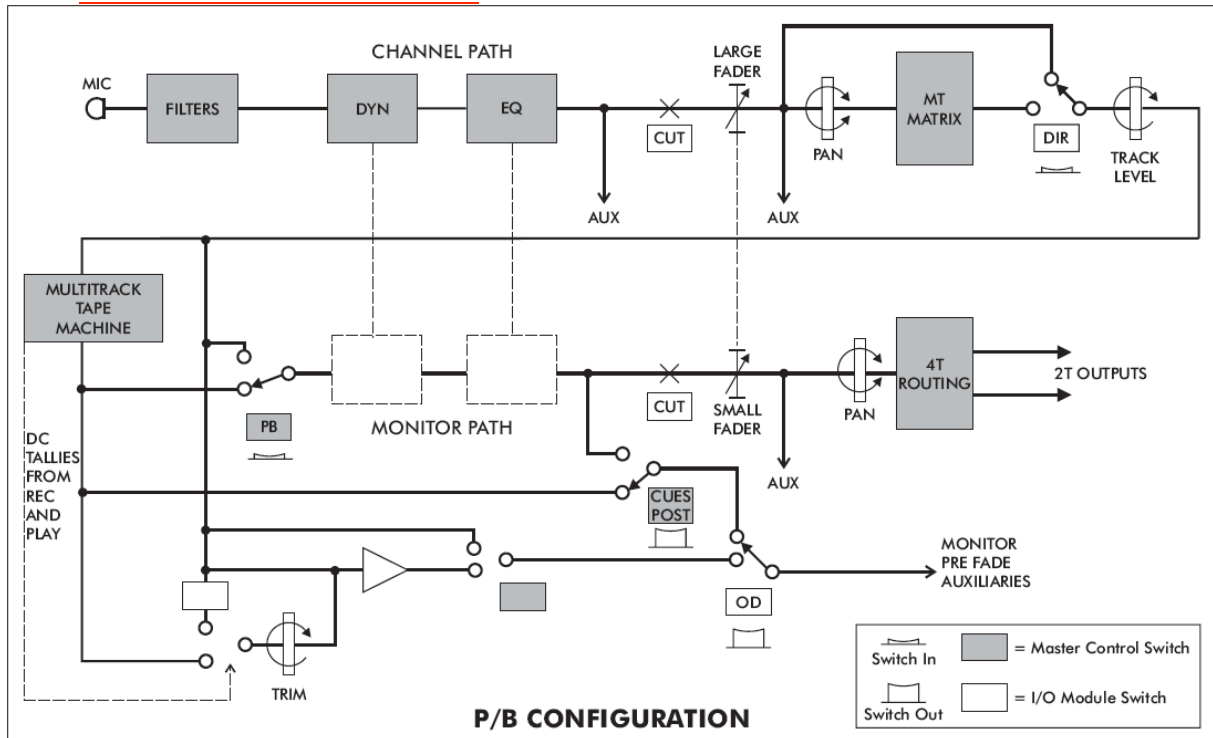 CHANNEL PATH
LARGE
FADER
MIC
FILTERS
DYN
EQ
CUT
PAN
MT
MATRIX
DIR
TRACK
LEVEL
AUX
AUX
MULTITRACK
TAPE
MACHINE
PB
MONITOR PATH
CUT
SMALL
FADER
PAN
4T
ROUTING
2T OUTPUTS
DC
TALLIES
FROM
REC
AND
PLAY
CUES
POST
AUX
OD
MONITOR
PRE FADE
AUXILIARIES
TRIM
Switch In
= Master Control Switch
Switch Out
= I/O Module Switch
P/B CONFIGURATION